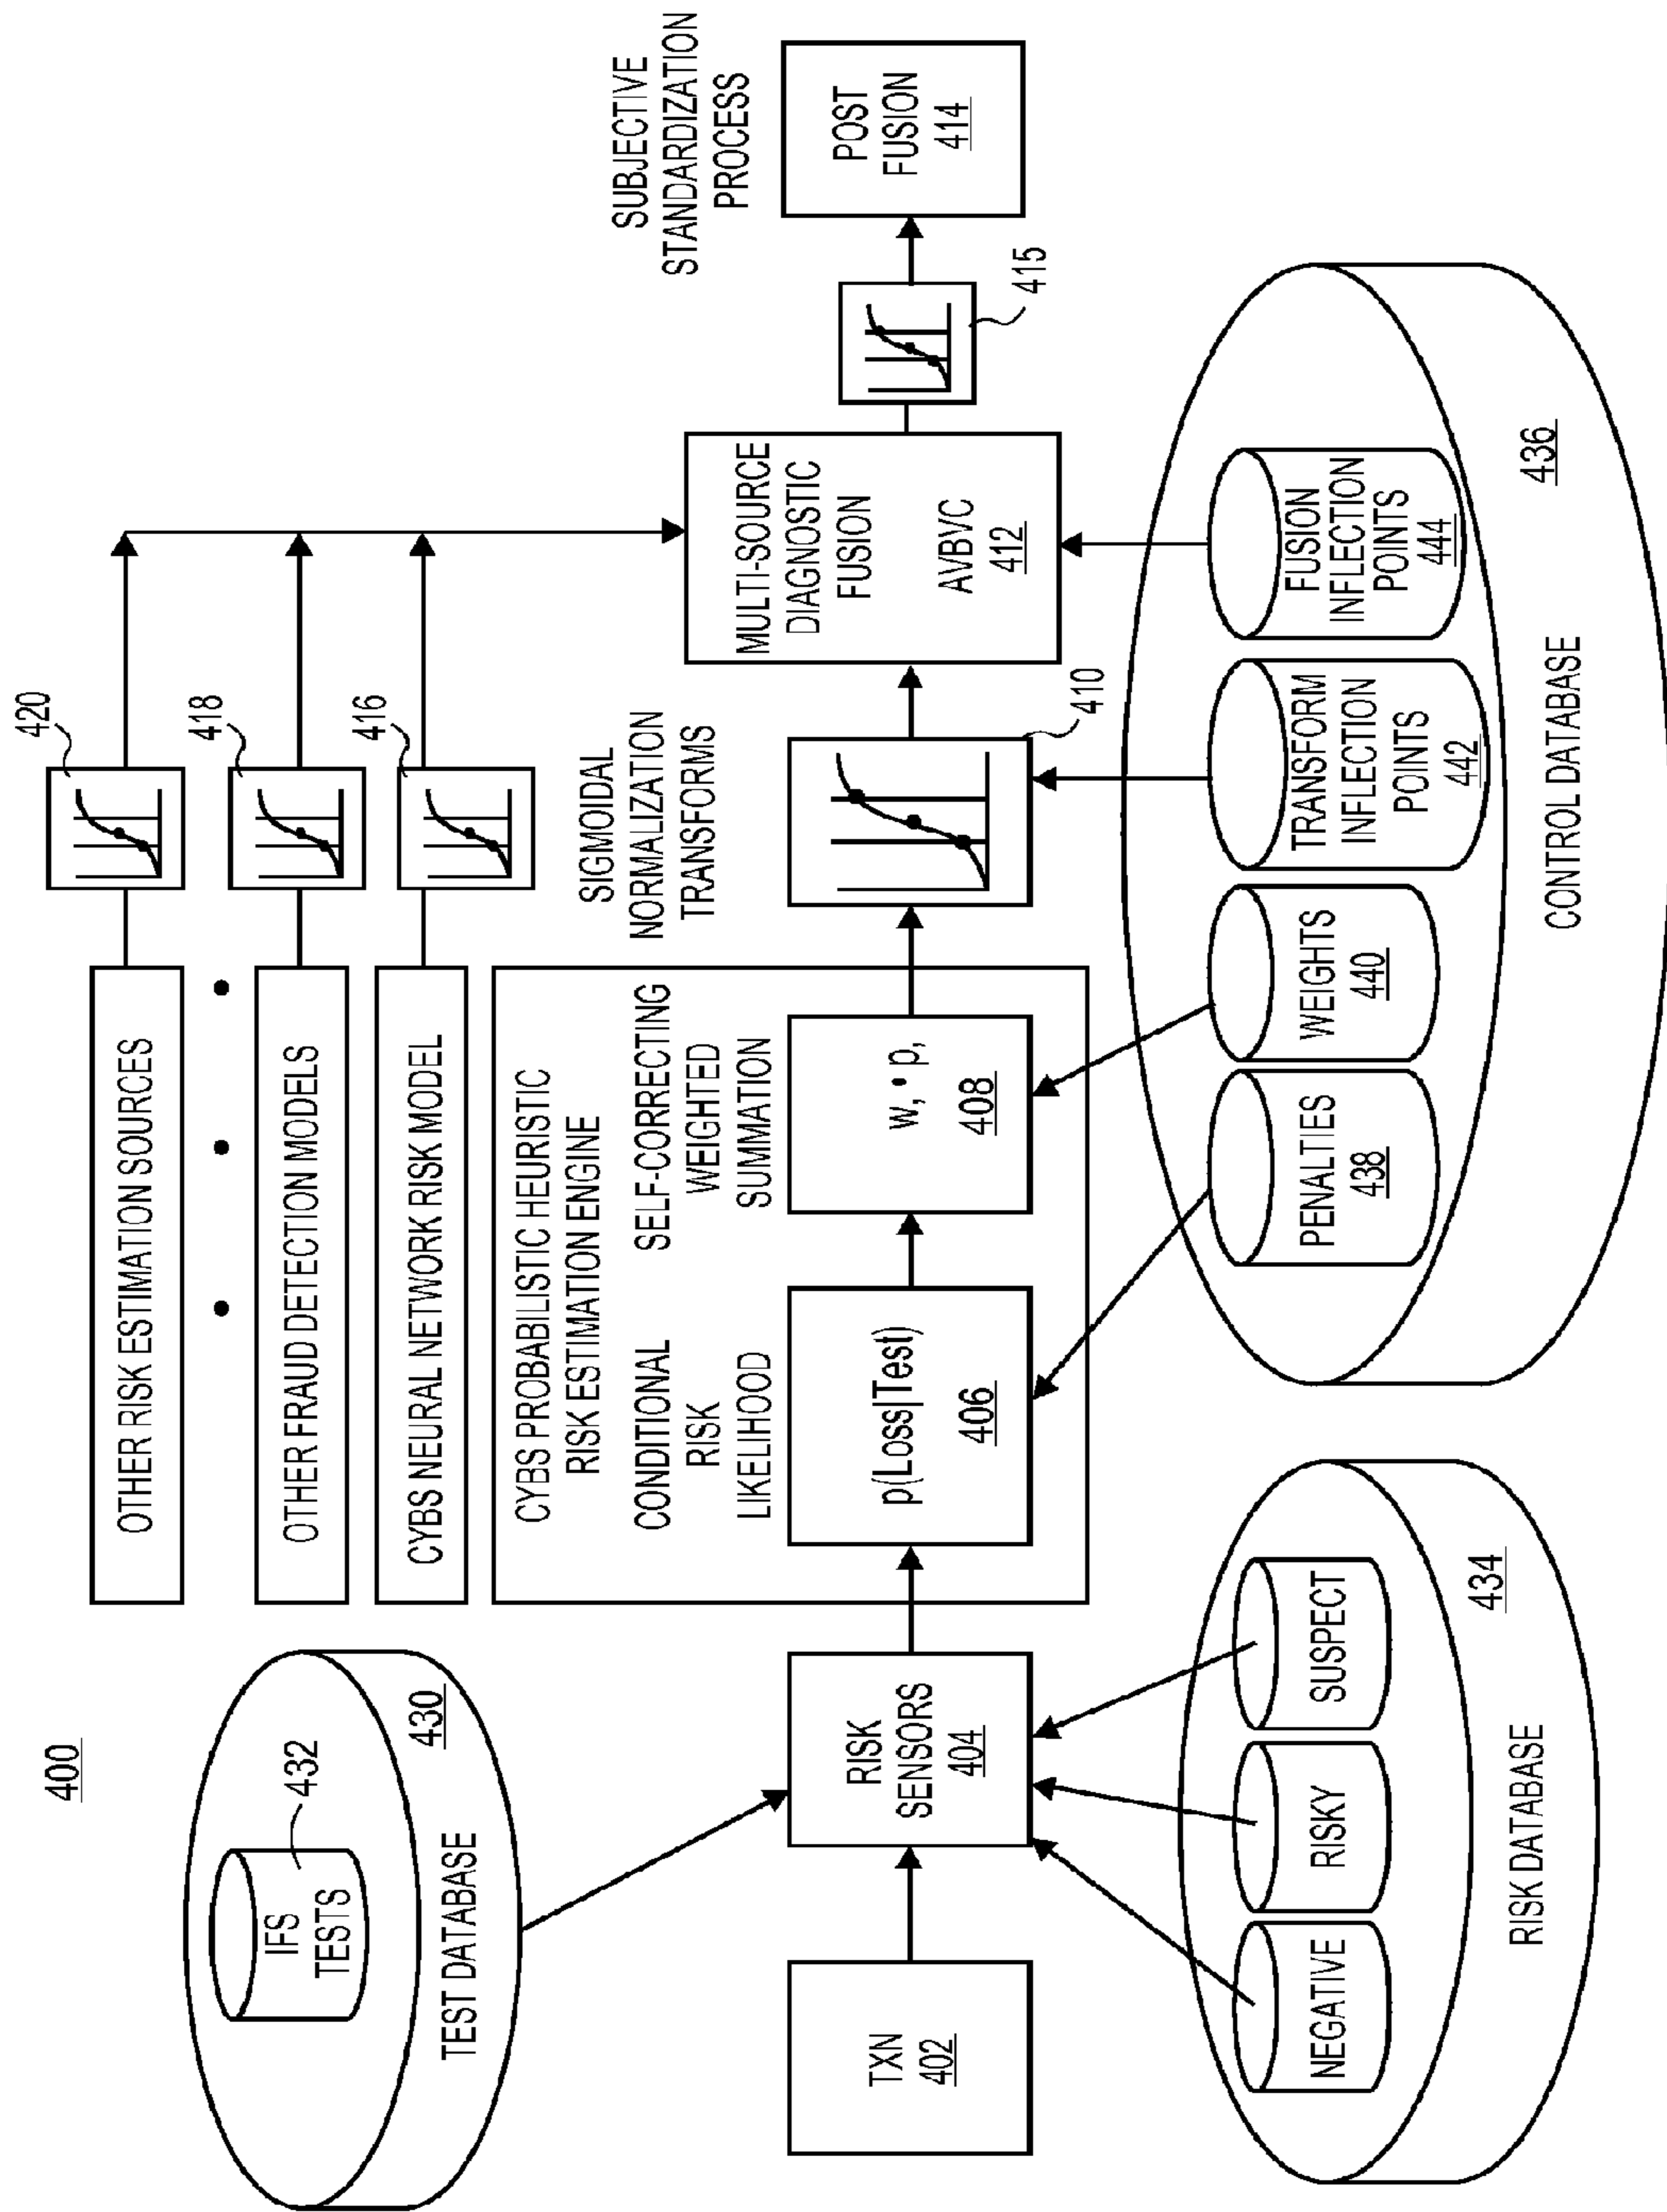 400
IFS
TESTS
432
430
TEST DATABASE
OTHER RISK ESTIMATION SOURCES
OTHER FRAUD DETECTION MODELS
CYBS NEURAL NETWORK RISK MODEL
420
418
416
CYBS PROBABILISTIC HEURISTIC
RISK ESTIMATION ENGINE
CONDITIONAL
RISK
LIKELIHOOD
SELF-CORRECTING
WEIGHTED
SUMMATION
SIGMOIDAL
NORMALIZATION
TRANSFORMS
SUBJECTIVE
STANDARDIZATION
PROCESS
TXN
402
RISK
SENSORS
404
p(Loss|Test)
406
w, • p,
408
410
MULTI-SOURCE
DIAGNOSTIC
FUSION
AVBVC
412
415
POST
FUSION
414
NEGATIVE
RISKY
SUSPECT
434
RISK DATABASE
PENALTIES
438
WEIGHTS
440
TRANSFORM
INFLECTION
POINTS
442
FUSION
INFLECTION
POINTS
444
436
CONTROL DATABASE